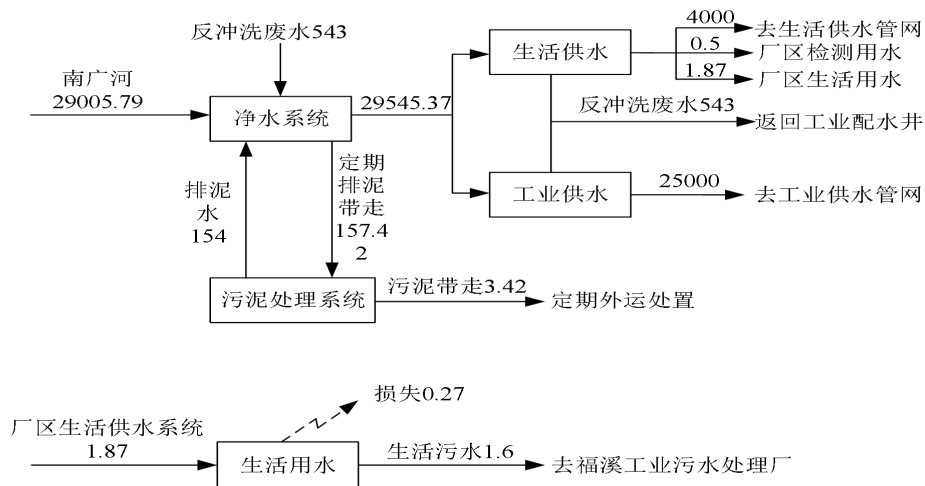 反冲洗废水543
南广河
29005.79
净水系统
29545.37
生活供水
4000
去生活供水管网
0.5
厂区检测用水
1.87
厂区生活用水
反冲洗废水543
返回工业配水井
工业供水
25000
去工业供水管网
排泥
水
154
定期
排泥
带走
157.4
2
污泥处理系统
污泥带走3.42
定期外运处置
损失0.27
厂区生活供水系统
1.87
生活用水
生活污水1.6
去福溪工业污水处理厂